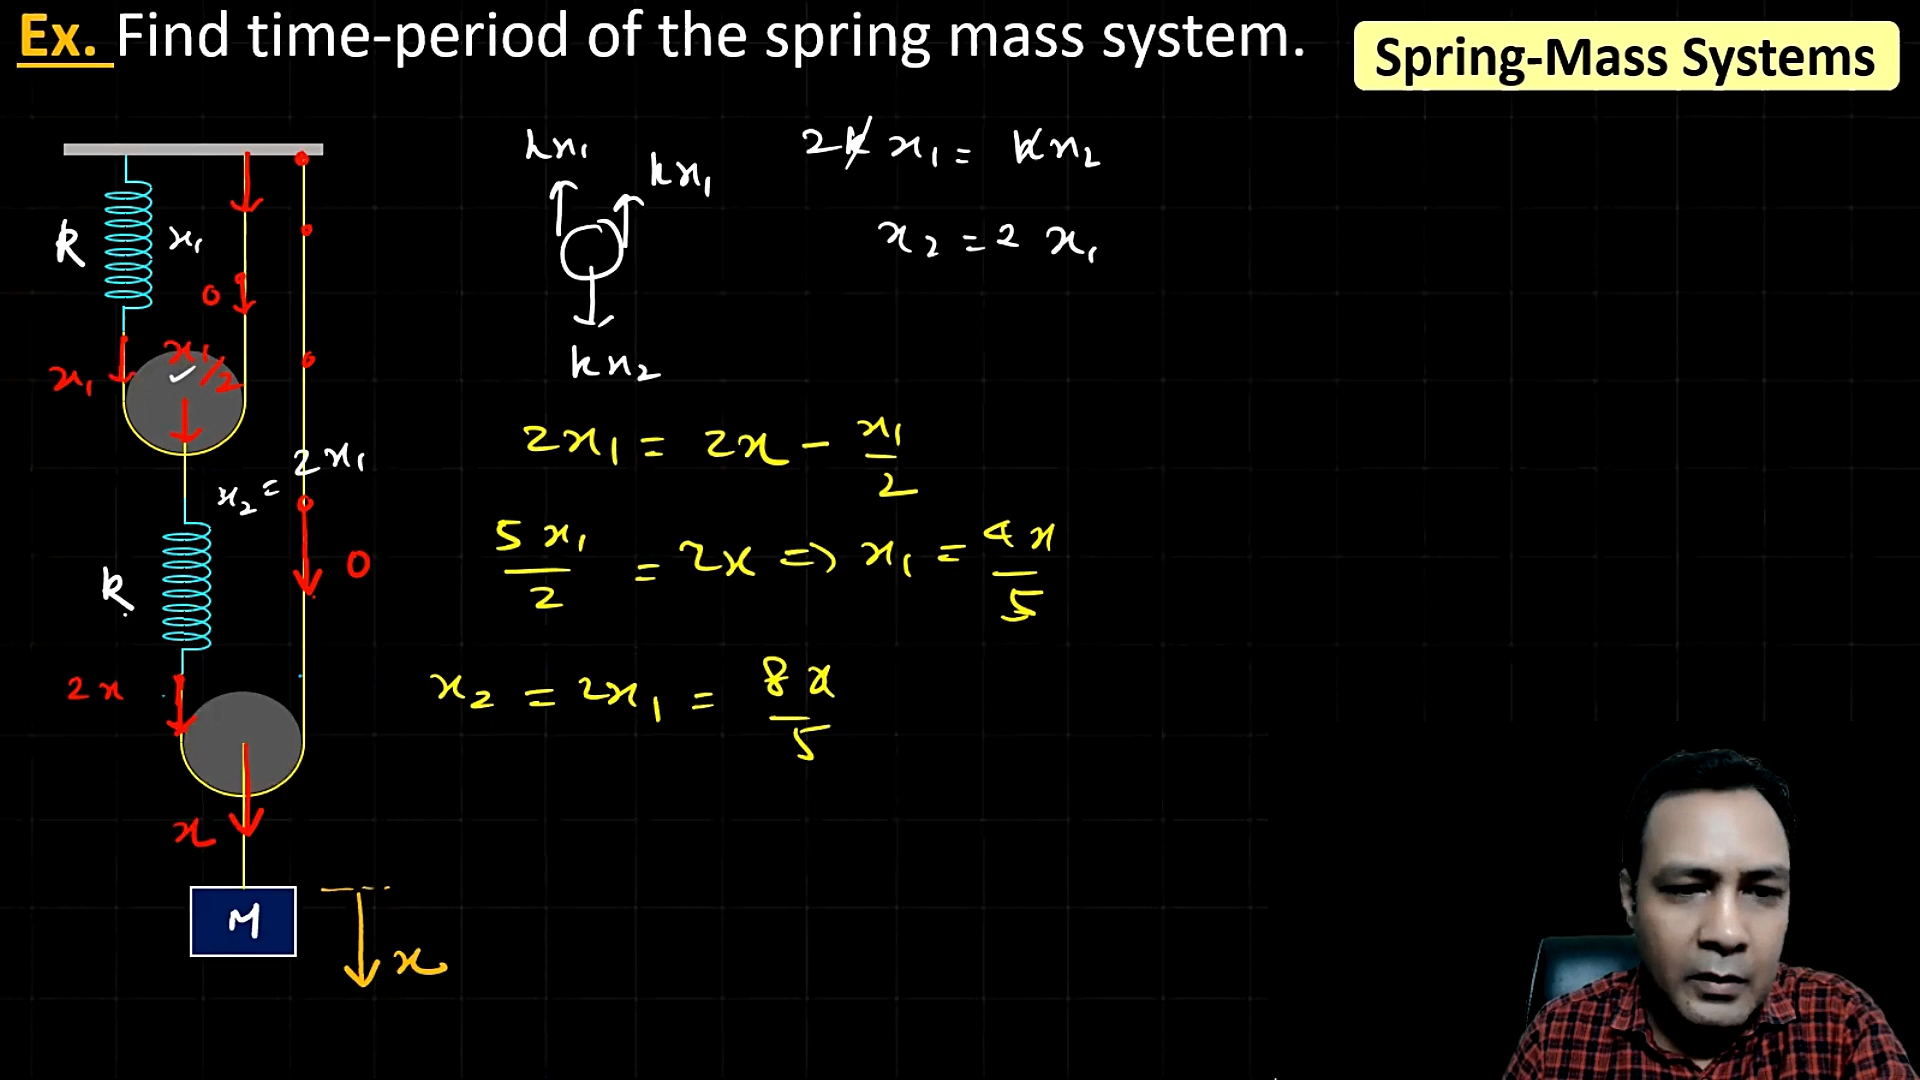 Ex. Find time-period of the spring mass system.
Spring-Mass Systems
kx₁
kx₁
kx₂
2k x₁ = kx₂
x₂ = 2 x₁
k
x₁
0
x₁
x₁/2
x₂ = 2x₁
0
k
2x
x
M
x
2x₁ = 2x - x₁/2
5x₁/2 = 2x => x₁ = 4x/5
x₂ = 2x₁ = 8x/5